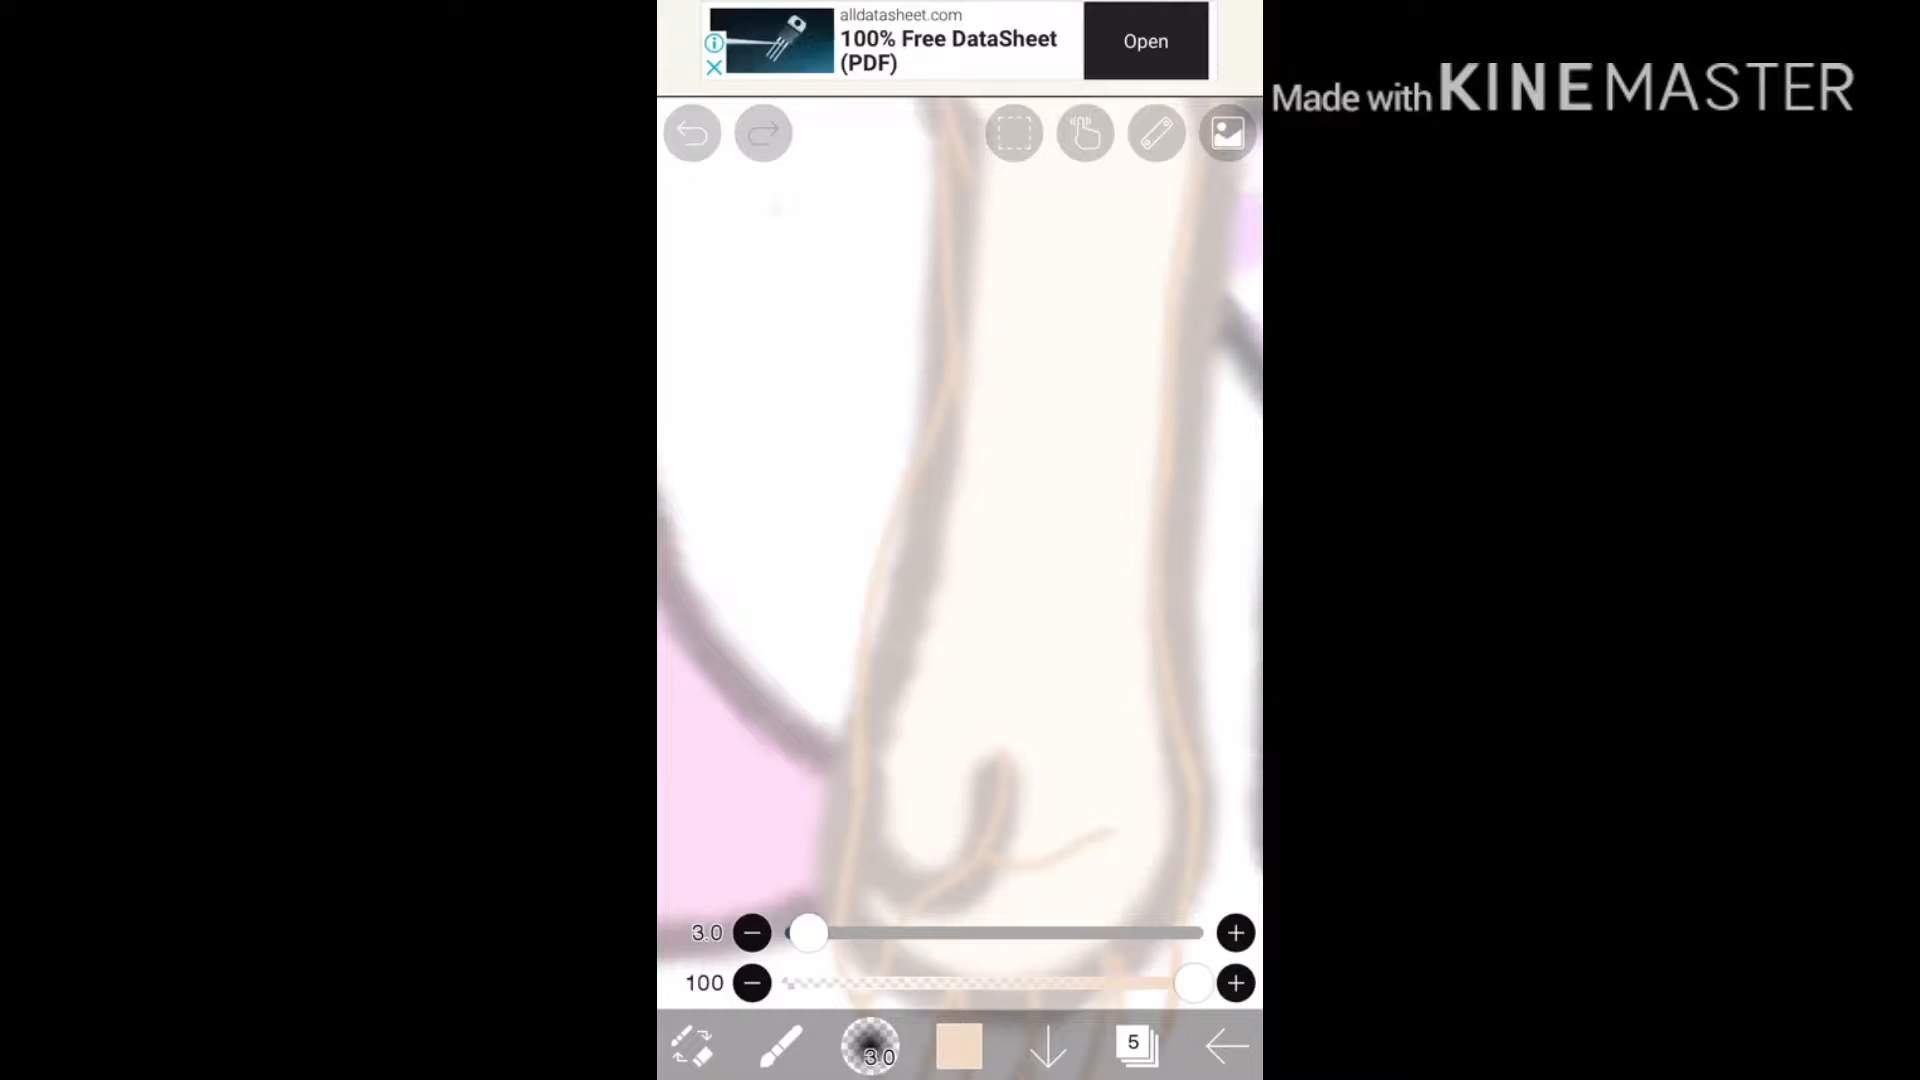 alldatasheet.com
100% Free DataSheet
(PDF)
Open
Made with KINEMASTER
3.0
100
3.0
5